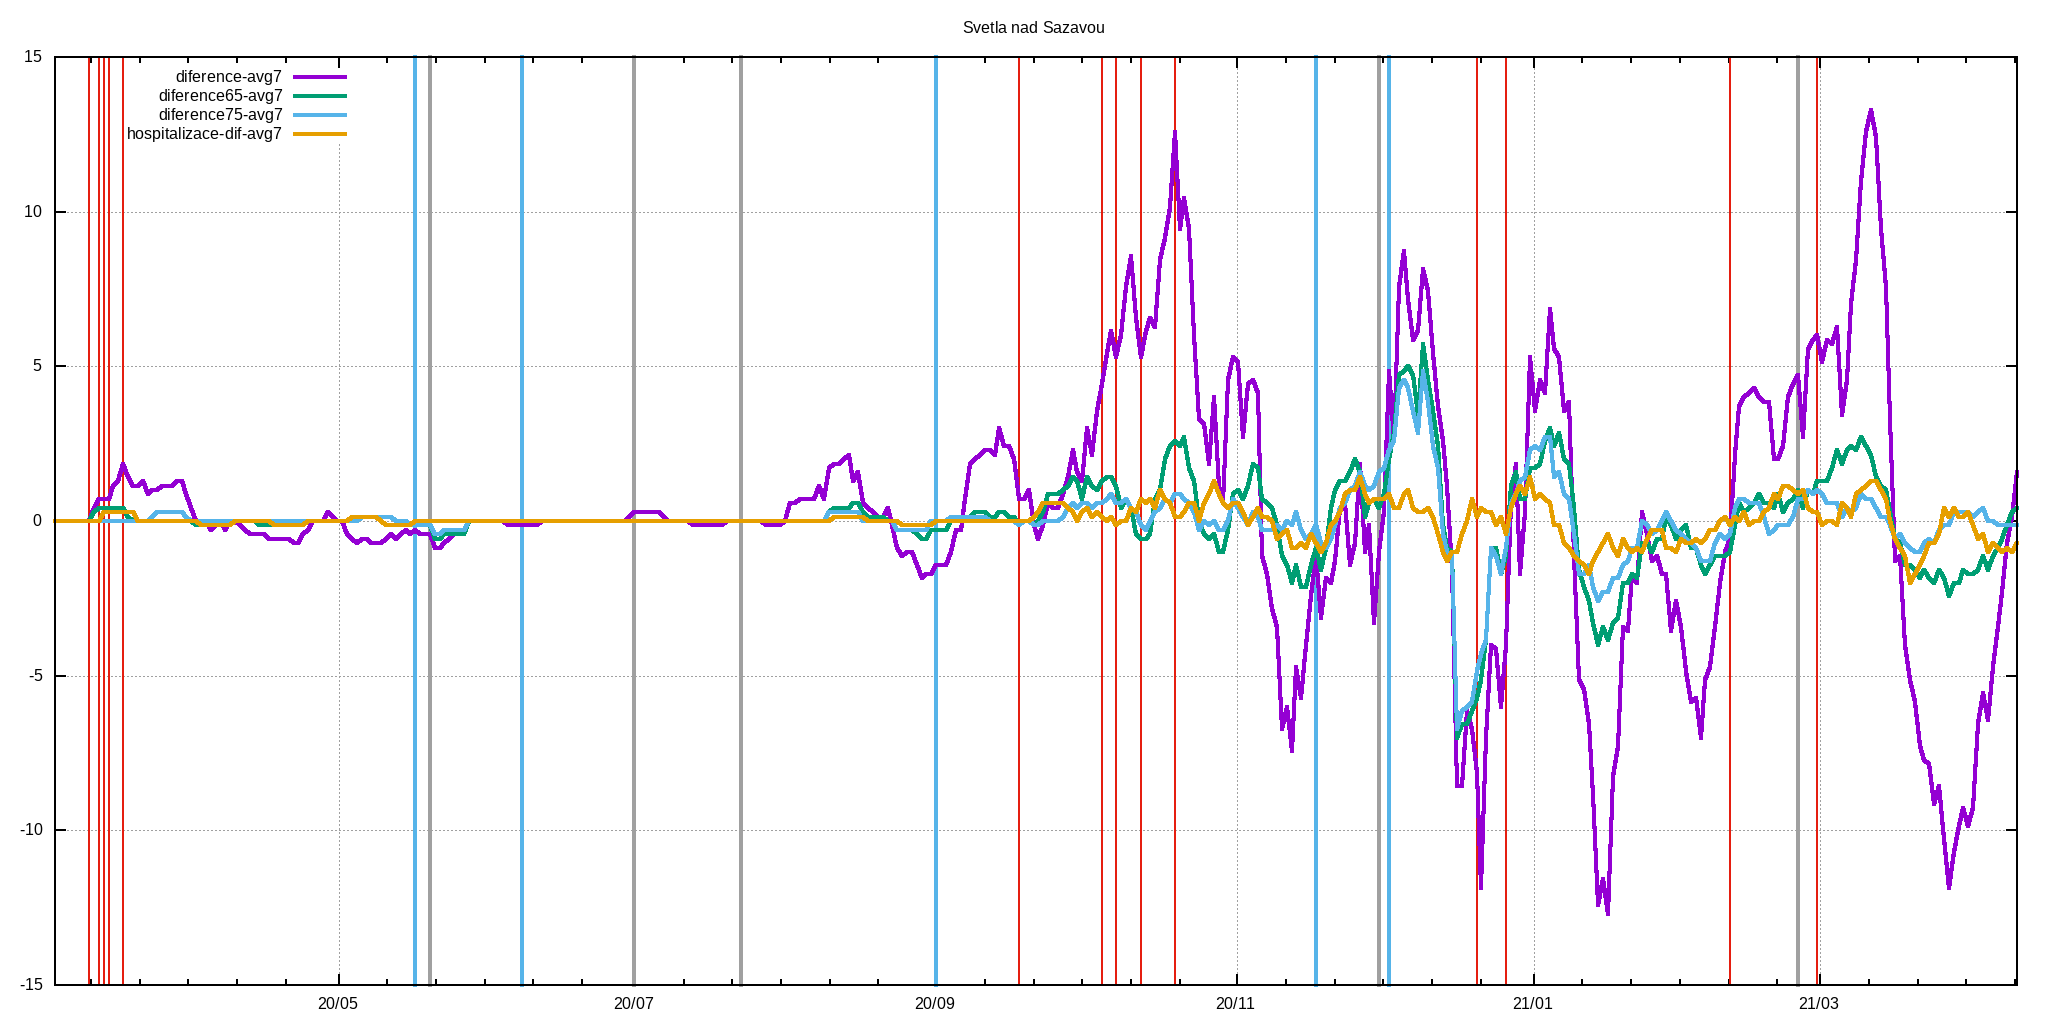 Svetla nad Sazavou
15
10
5
0
-5
-10
-15
diference-avg7
diference65-avg7
diference75-avg7
hospitalizace-dif-avg7
20/05 20/07 20/09 20/11 21/01 21/03